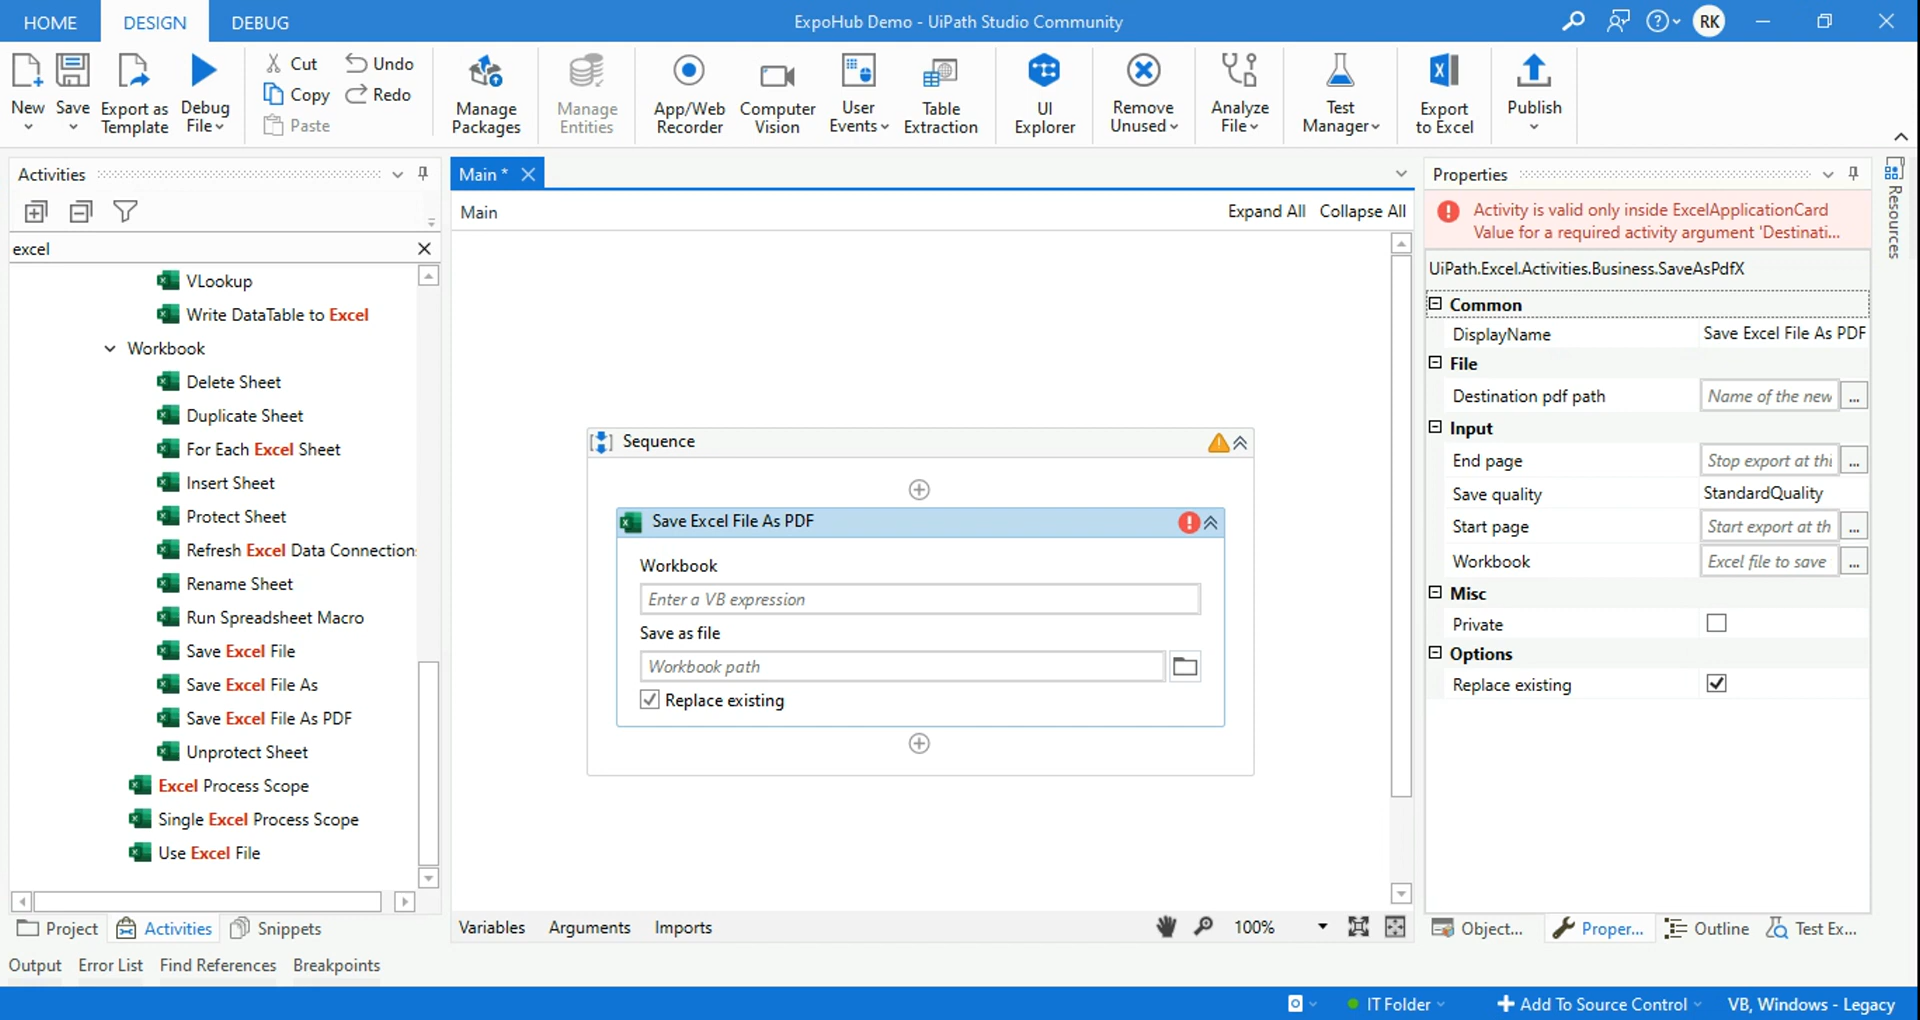 HOME DESIGN DEBUG ExpoHub Demo - UiPath Studio Community RK
New Save Export as Template Debug File Cut Copy Paste Undo Redo
Manage Packages Manage Entities App/Web Recorder Computer Vision User Events Table Extraction UI Explorer Remove Unused Analyze File Test Manager Export to Excel Publish
Activities
excel
VLookup
Write DataTable to Excel
Workbook
Delete Sheet
Duplicate Sheet
For Each Excel Sheet
Insert Sheet
Protect Sheet
Refresh Excel Data Connection
Rename Sheet
Run Spreadsheet Macro
Save Excel File
Save Excel File As
Save Excel File As PDF
Unprotect Sheet
Excel Process Scope
Single Excel Process Scope
Use Excel File
Project Activities Snippets
Main *
Main Expand All Collapse All
Sequence
Save Excel File As PDF
Workbook
Enter a VB expression
Save as file
Workbook path
Replace existing
Variables Arguments Imports 100%
Properties
Activity is valid only inside ExcelApplicationCard
Value for a required activity argument 'Destinati...
UiPath.Excel.Activities.Business.SaveAsPdfX
Common
DisplayName Save Excel File As PDF
File
Destination pdf path Name of the new ...
Input
End page Stop export at thi ...
Save quality StandardQuality
Start page Start export at th ...
Workbook Excel file to save ...
Misc
Private
Options
Replace existing
Object... Proper... Outline Test Ex...
Resources
Output Error List Find References Breakpoints
IT Folder Add To Source Control VB, Windows - Legacy